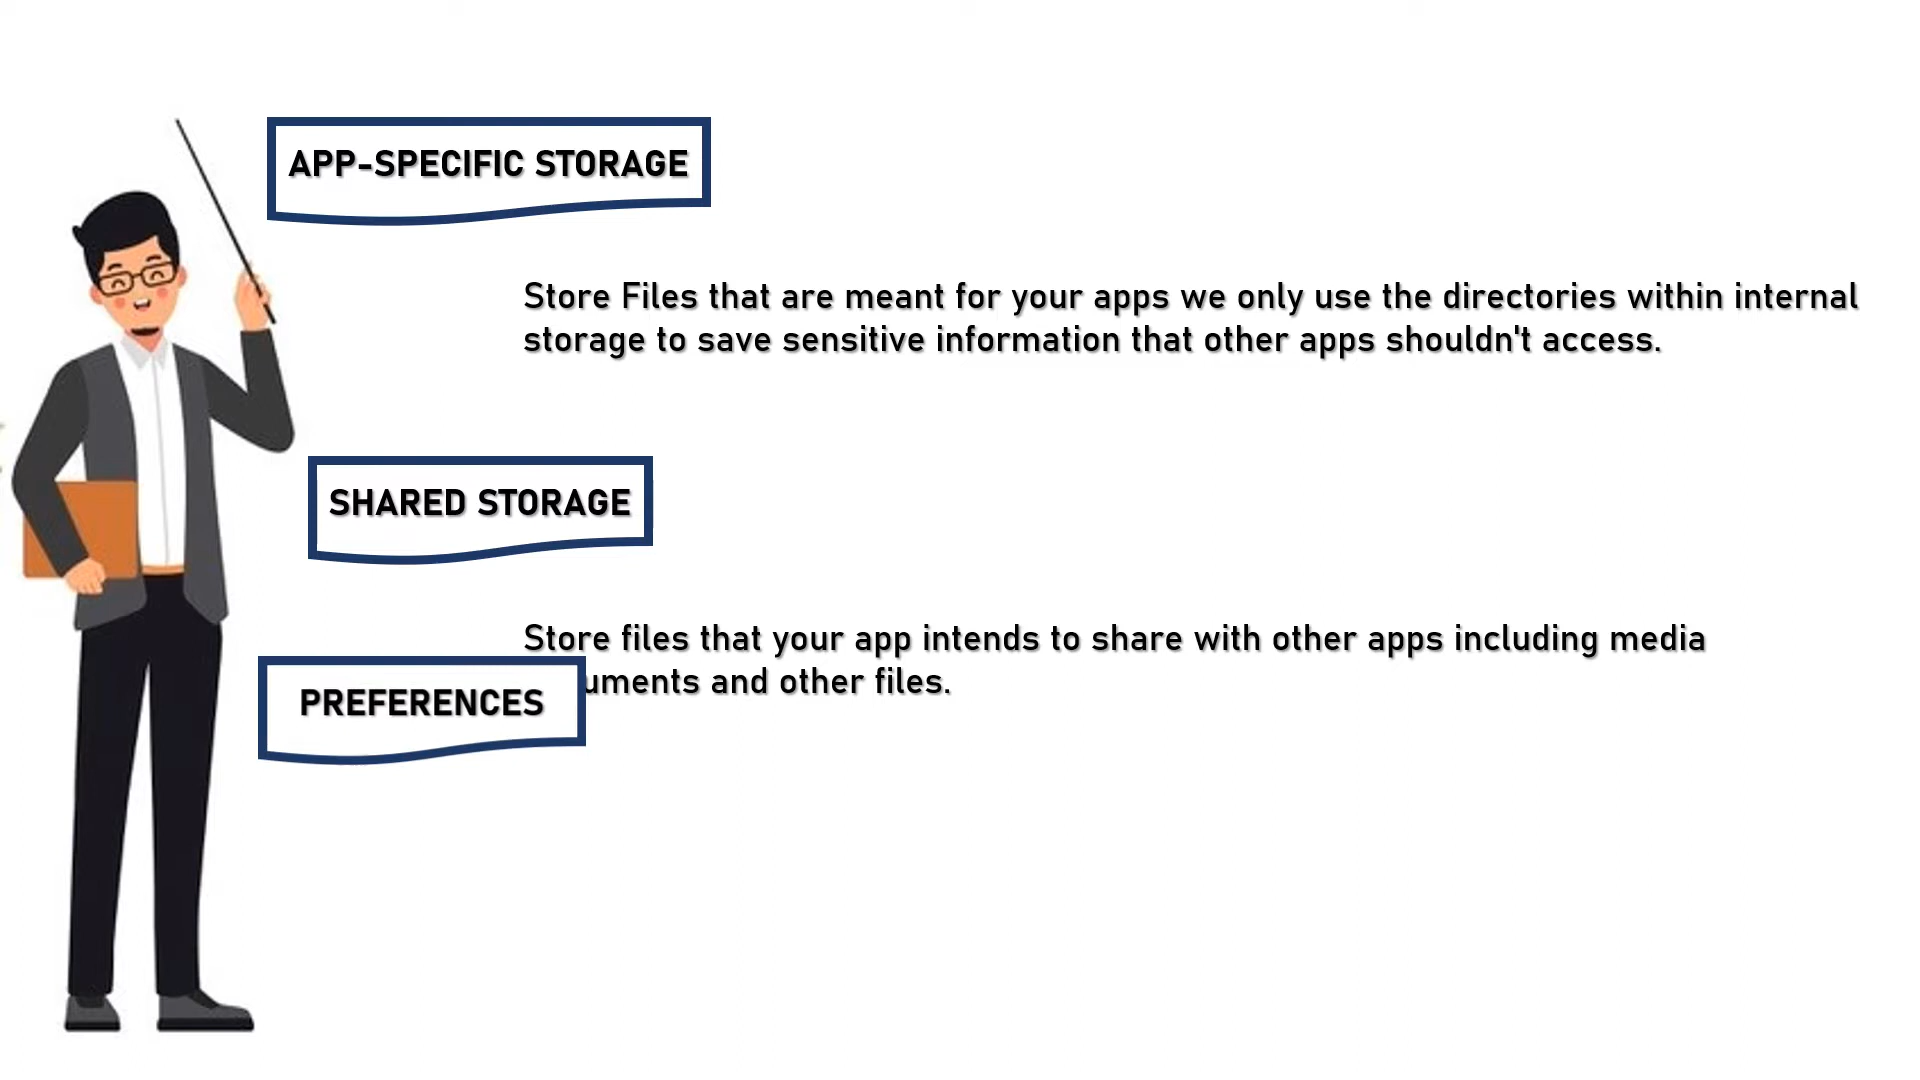 APP-SPECIFIC STORAGE
Store Files that are meant for your apps we only use the directories within internal
storage to save sensitive information that other apps shouldn't access.
SHARED STORAGE
Store files that your app intends to share with other apps including media
and other files.
PREFERENCES